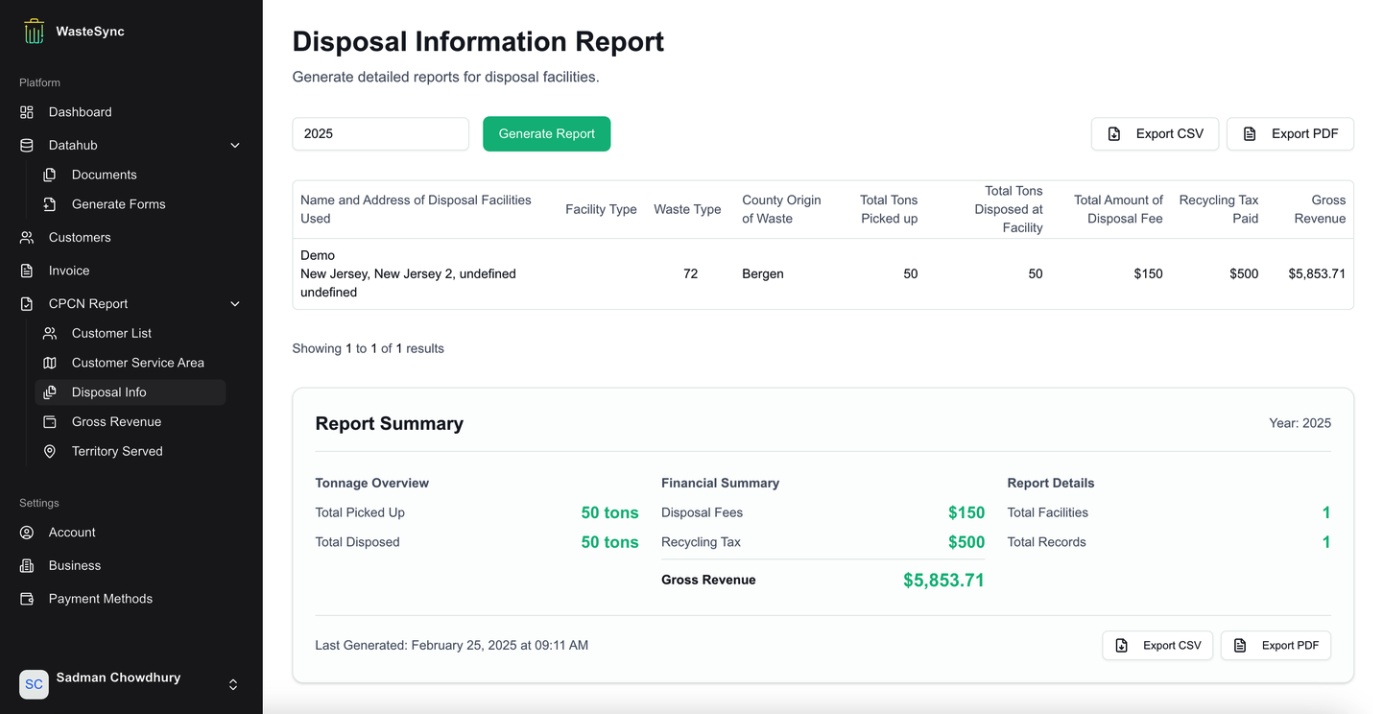 WasteSync
Platform
Dashboard
Datahub
Documents
Generate Forms
Customers
Invoice
CPCN Report
Customer List
Customer Service Area
Disposal Info
Gross Revenue
Territory Served
Settings
Account
Business
Payment Methods
SC
Sadman Chowdhury
Disposal Information Report
Generate detailed reports for disposal facilities.
2025
Generate Report
Export CSV
Export PDF
Name and Address of Disposal Facilities
Used
Facility Type
Waste Type
County Origin
of Waste
Total Tons
Picked up
Total Tons
Disposed at
Facility
Total Amount of
Disposal Fee
Recycling Tax
Paid
Gross
Revenue
Demo
New Jersey, New Jersey 2, undefined
undefined
72
Bergen
50
50
$150
$500
$5,853.71
Showing 1 to 1 of 1 results
Report Summary
Year: 2025
Tonnage Overview
Total Picked Up
50 tons
Total Disposed
50 tons
Financial Summary
Disposal Fees
$150
Recycling Tax
$500
Gross Revenue
$5,853.71
Report Details
Total Facilities
1
Total Records
1
Last Generated: February 25, 2025 at 09:11 AM
Export CSV
Export PDF